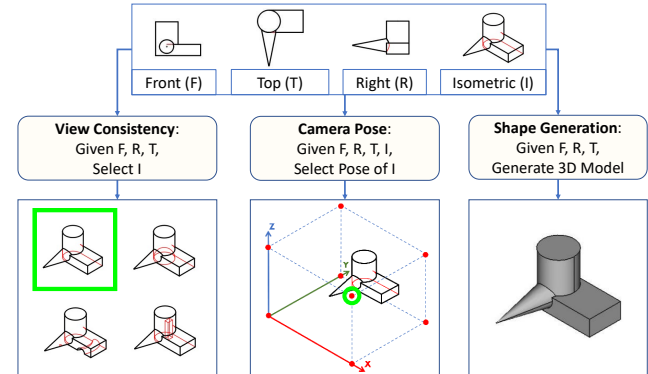 Front (F)
Top (T)
Right (R)
Isometric (I)
View Consistency:
Given F, R, T,
Select I
Camera Pose:
Given F, R, T, I,
Select Pose of I
Shape Generation:
Given F, R, T,
Generate 3D Model
Z
Y
X